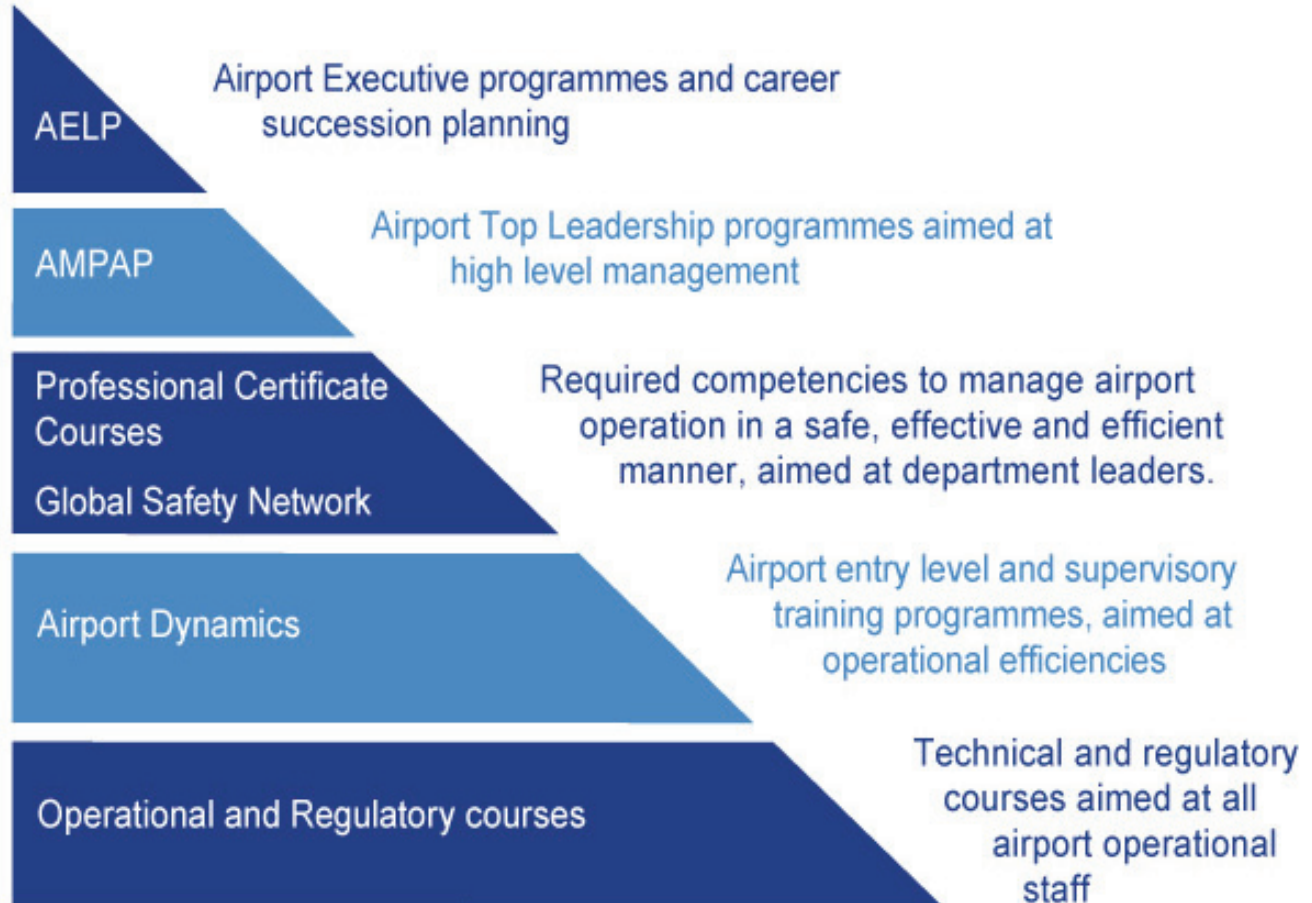 AELP
Airport Executive programmes and career
succession planning
AMPAP
Airport Top Leadership programmes aimed at
high level management
Professional Certificate
Courses
Global Safety Network
Required competencies to manage airport
operation in a safe, effective and efficient
manner, aimed at department leaders.
Airport Dynamics
Airport entry level and supervisory
training programmes, aimed at
operational efficiencies
Operational and Regulatory courses
Technical and regulatory
courses aimed at all
airport operational
staff